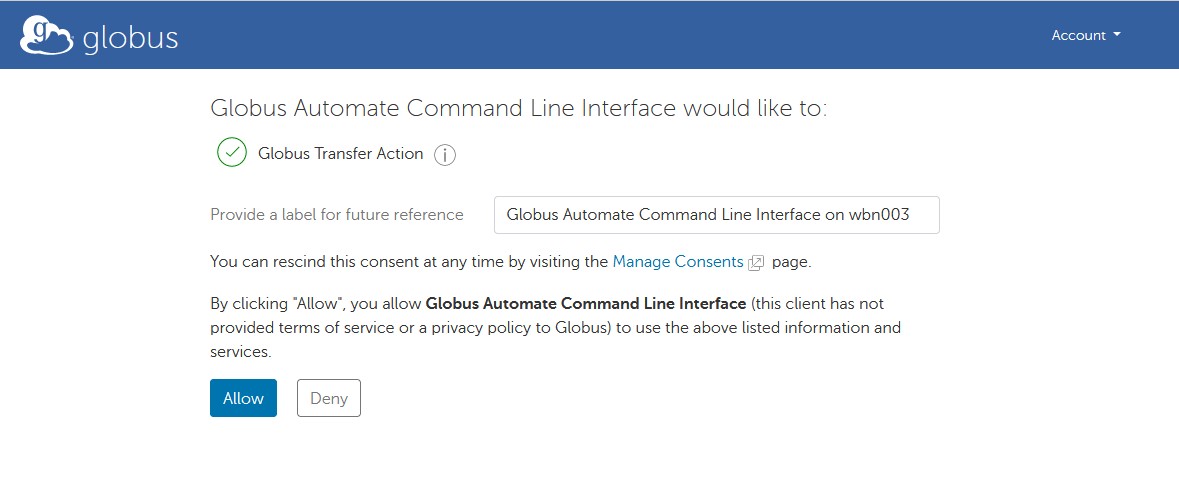 globus
Account
Globus Automate Command Line Interface would like to:
Globus Transfer Action
Provide a label for future reference
Globus Automate Command Line Interface on wbn003
You can rescind this consent at any time by visiting the Manage Consents page.
By clicking "Allow", you allow Globus Automate Command Line Interface (this client has not
provided terms of service or a privacy policy to Globus) to use the above listed information and
services.
Allow
Deny